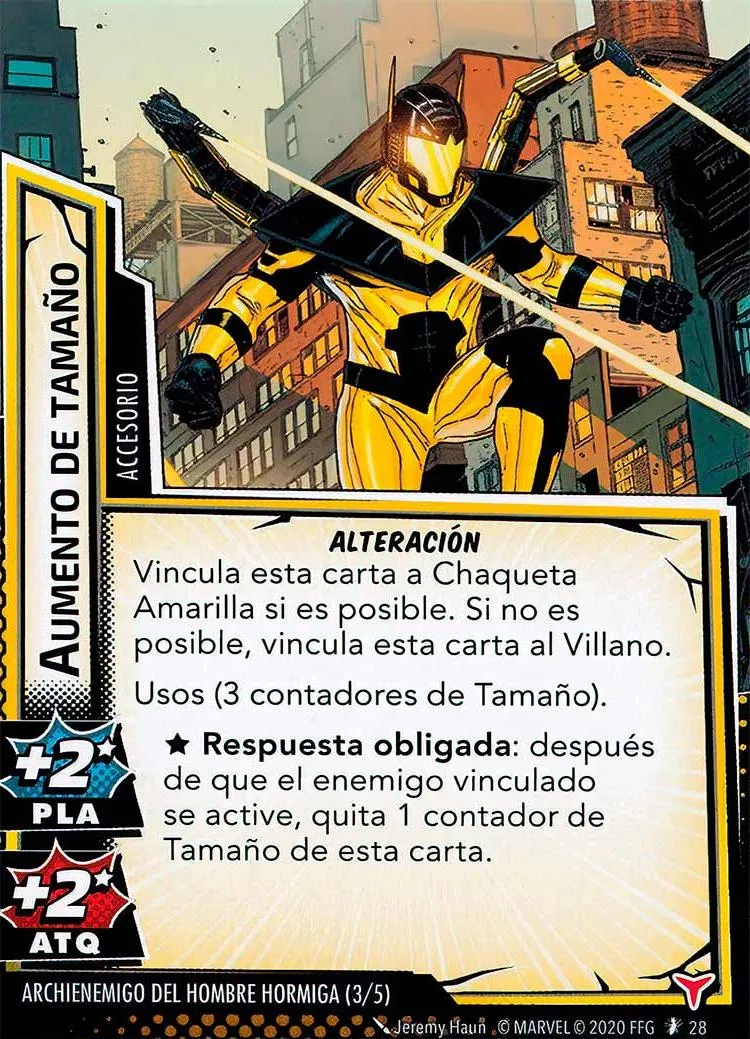 AUMENTO DE TAMAÑO
ACCESORIO
ALTERACIÓN
Vincula esta carta a Chaqueta
Amarilla si es posible. Si no es
posible, vincula esta carta al Villano.
Usos (3 contadores de Tamaño).
★ Respuesta obligada: después
de que el enemigo vinculado
se active, quita 1 contador de
Tamaño de esta carta.
+2★
PLA
+2★
ATQ
ARCHIENEMIGO DEL HOMBRE HORMIGA (3/5)
Jeremy Haun © MARVEL © 2020 FFG 28